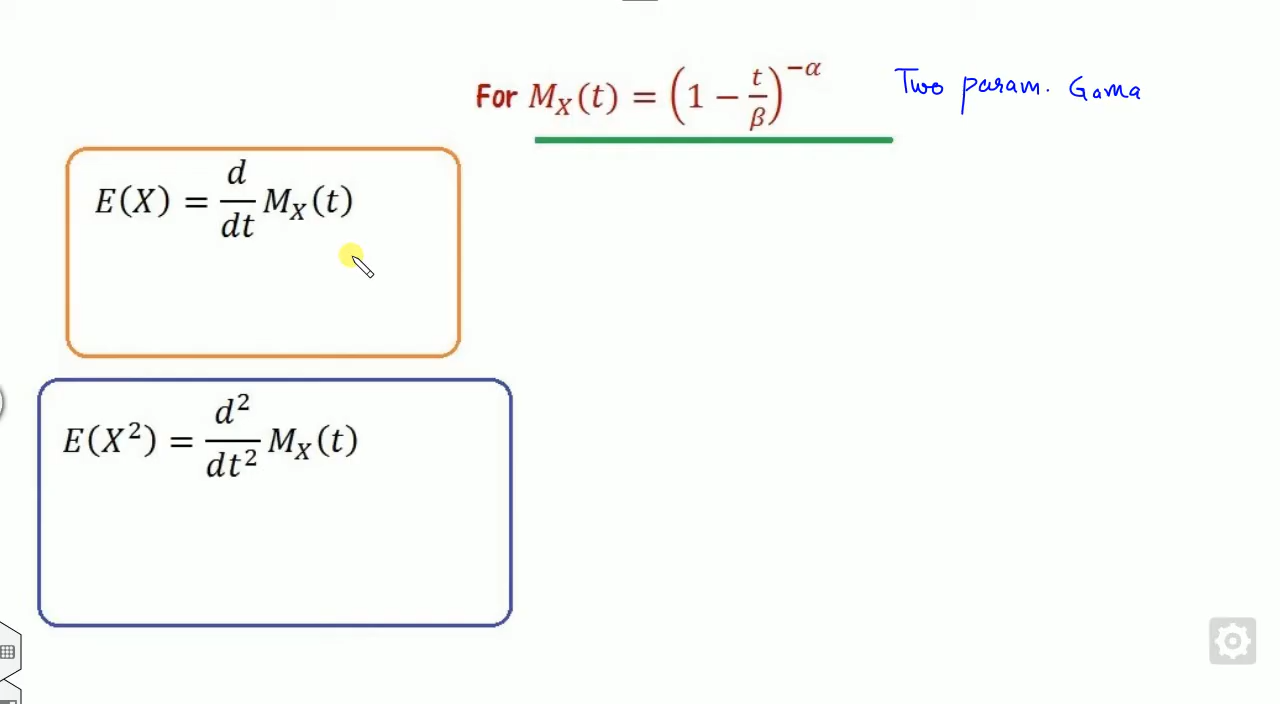 For M_X(t) = (1 − t/β)^−α Two param. Gama
E(X) = d/dt M_X(t)
E(X²) = d²/dt² M_X(t)